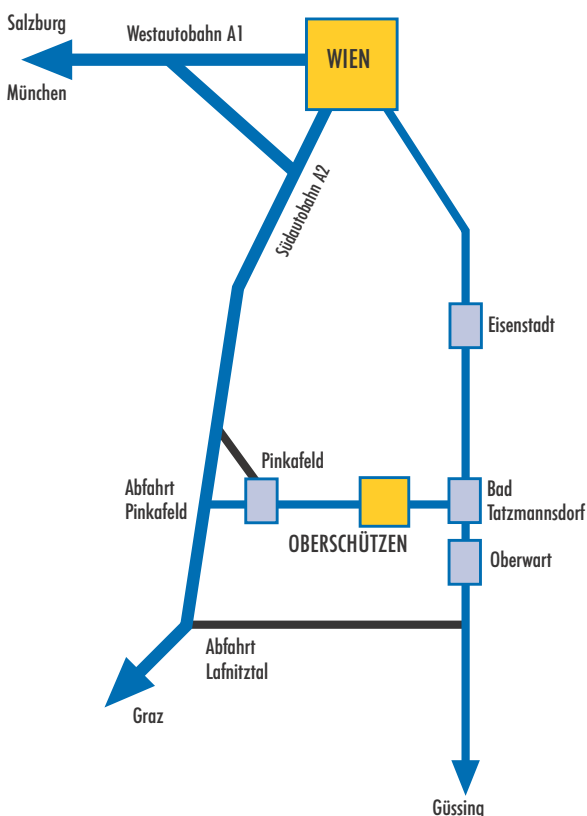 Salzburg
Westautobahn A1
WIEN
München
Südautobahn A2
Eisenstadt
Pinkafeld
Abfahrt
Pinkafeld
Bad
Tatzmannsdorf
OBERSCHÜTZEN
Oberwart
Abfahrt
Lafnitztal
Graz
Güssing